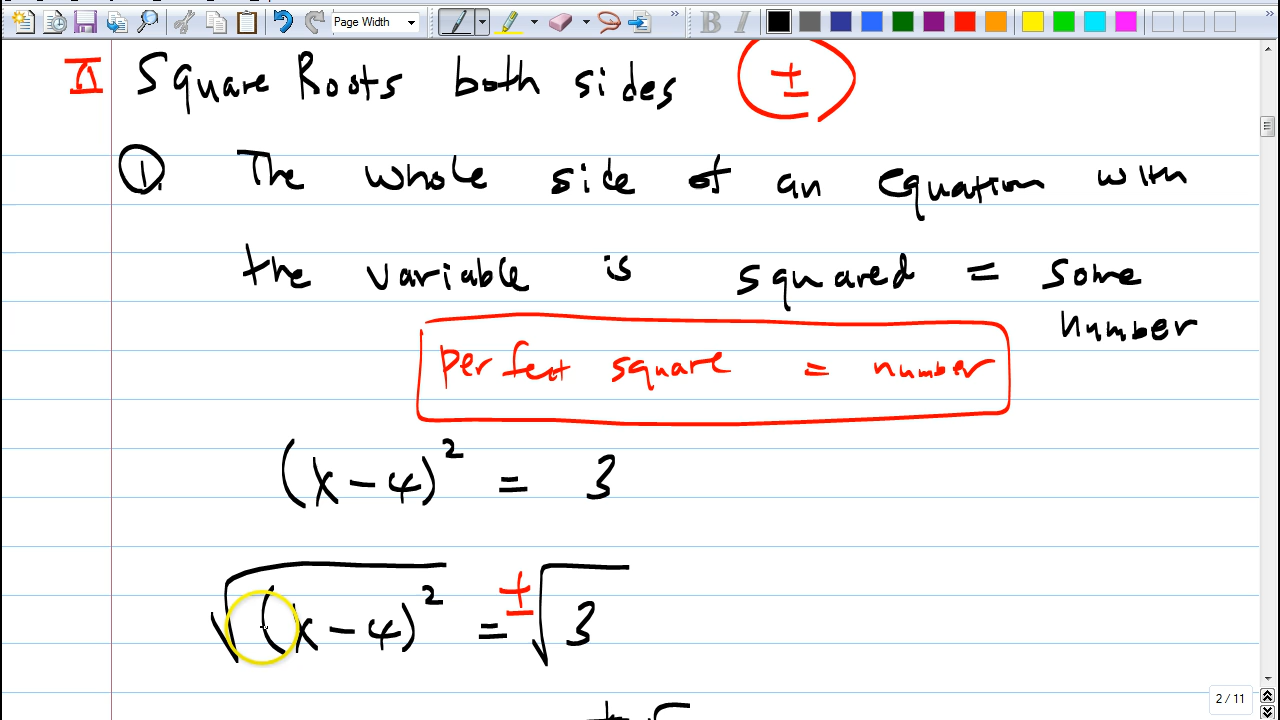 Page Width
B I
II Square Roots both sides ±
1. The whole side of an equation with
the variable is squared = some
number
perfect square = number
(x-4)² = 3
√(x-4)² = ±√3
± √
2 / 11